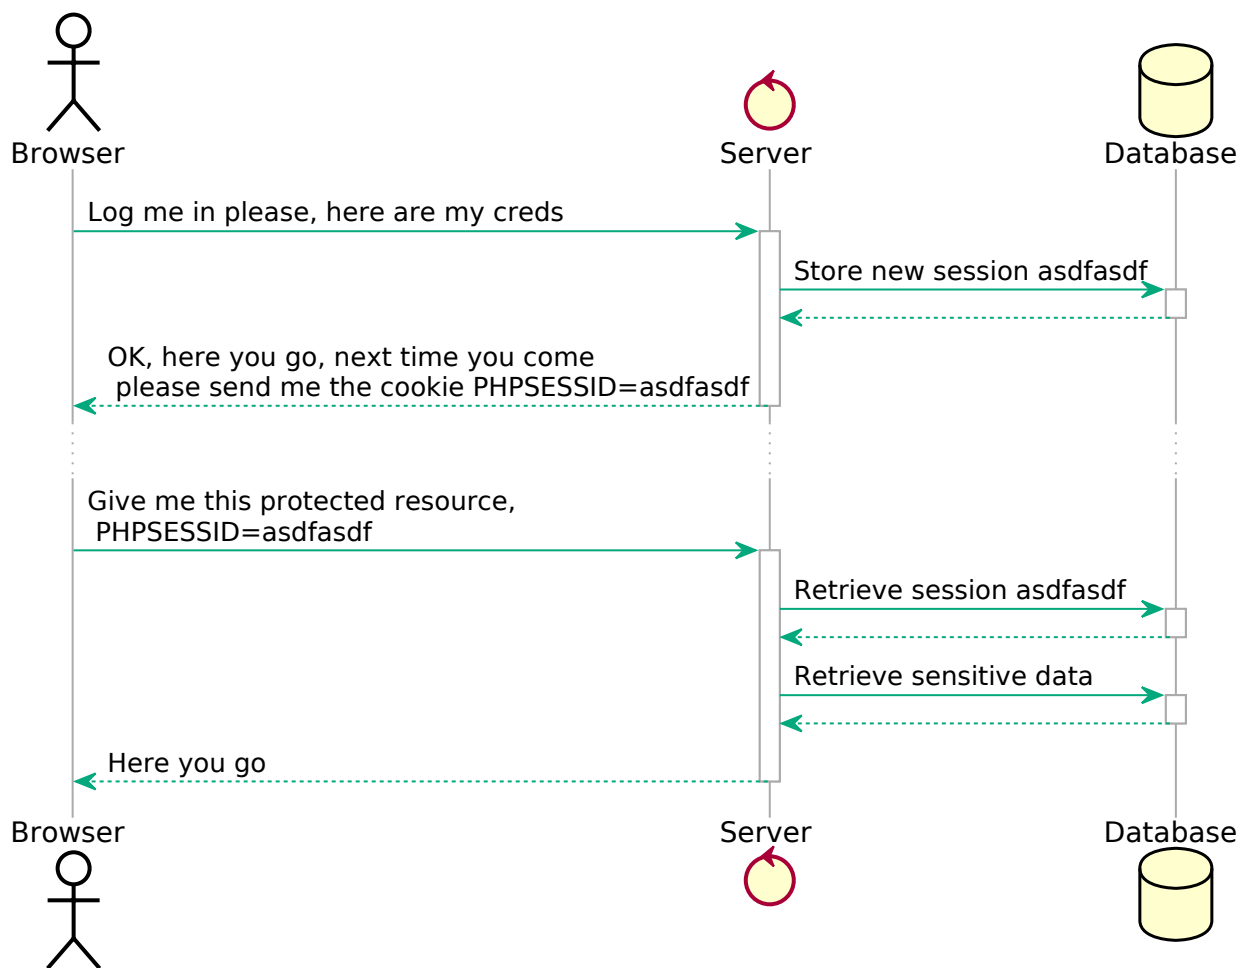 Browser
Server
Database
Log me in please, here are my creds
Store new session asdfasdf
OK, here you go, next time you come
please send me the cookie PHPSESSID=asdfasdf
Give me this protected resource,
PHPSESSID=asdfasdf
Retrieve session asdfasdf
Retrieve sensitive data
Here you go
Browser
Server
Database